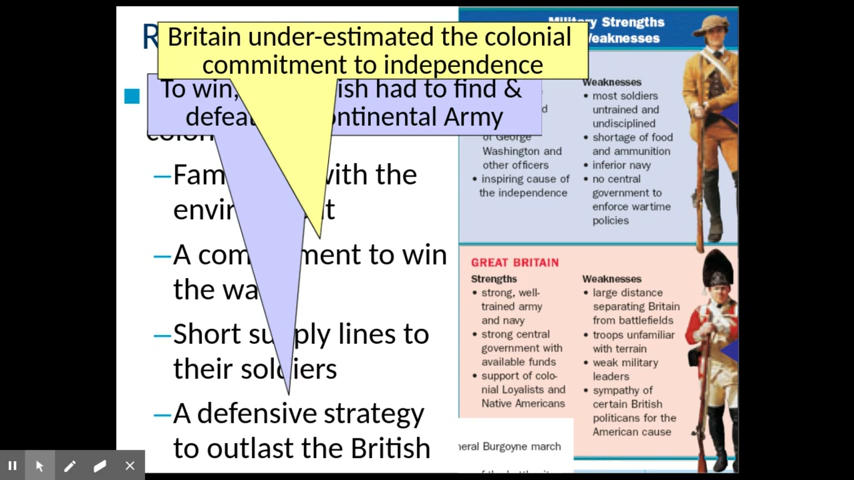 R
Britain under-estimated the colonial
commitment to independence
To win, ish had to find &
defea ontinental Army
colon
–Fam with the
envir t
–A com ment to win
the wa
–Short supply lines to
their soldiers
–A defensive strategy
to outlast the British
Military Strengths
Weaknesses
of George
Washington and
other officers
• inspiring cause of
the independence
Weaknesses
• most soldiers
untrained and
undisciplined
• shortage of food
and ammunition
• inferior navy
• no central
government to
enforce wartime
policies
GREAT BRITAIN
Strengths
• strong, well-
trained army
and navy
• strong central
government with
available funds
• support of colo-
nial Loyalists and
Native Americans
Weaknesses
• large distance
separating Britain
from battlefields
• troops unfamiliar
with terrain
• weak military
leaders
• sympathy of
certain British
politicians for the
American cause
neral Burgoyne march